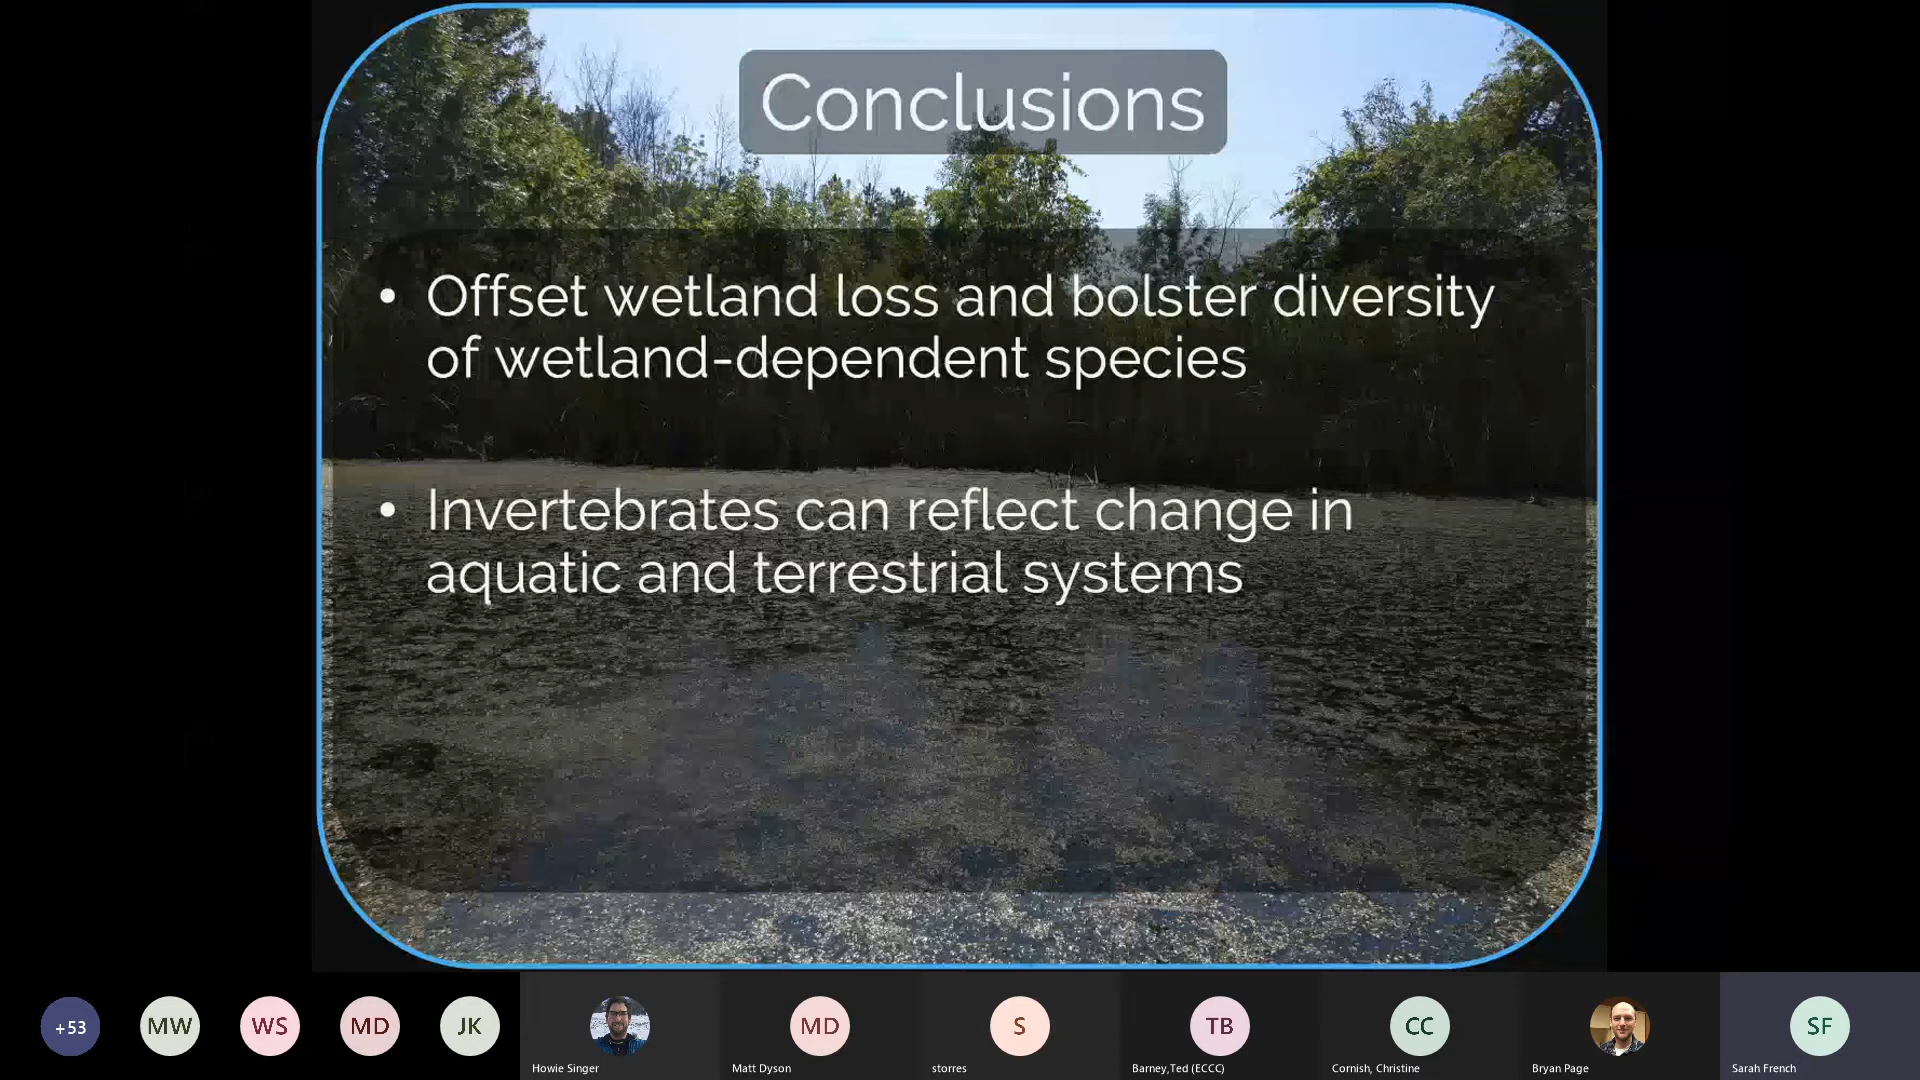 Conclusions
• Offset wetland loss and bolster diversity
of wetland-dependent species
• Invertebrates can reflect change in
aquatic and terrestrial systems
+53
MW
WS
MD
JK
Howie Singer
MD
Matt Dyson
S
storres
TB
Barney,Ted (ECCC)
CC
Cornish, Christine
Bryan Page
SF
Sarah French